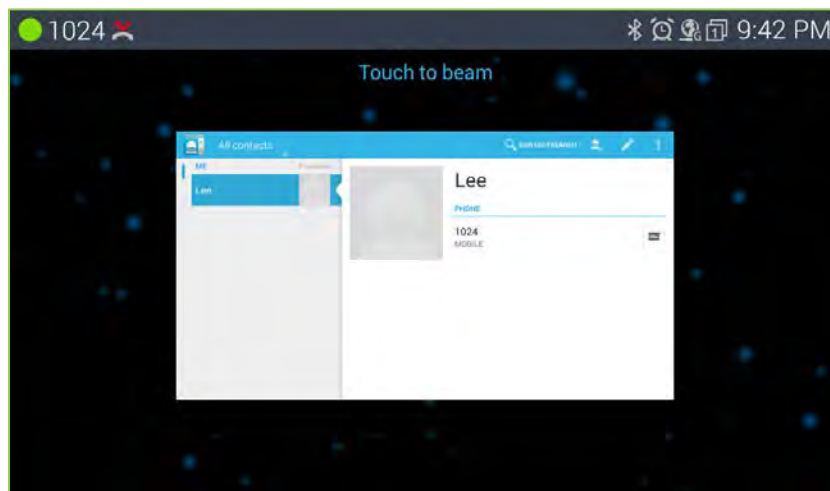 1024
9:42 PM
Touch to beam
All contacts
ME
Lee
Lee
PHONE
1024
MOBILE